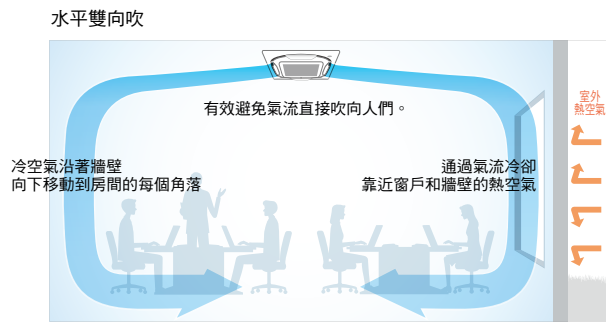 水平雙向吹
有效避免氣流直接吹向人們。
室外
熱空氣
冷空氣沿著牆壁
向下移動到房間的每個角落
通過氣流冷卻
靠近窗戶和牆壁的熱空氣